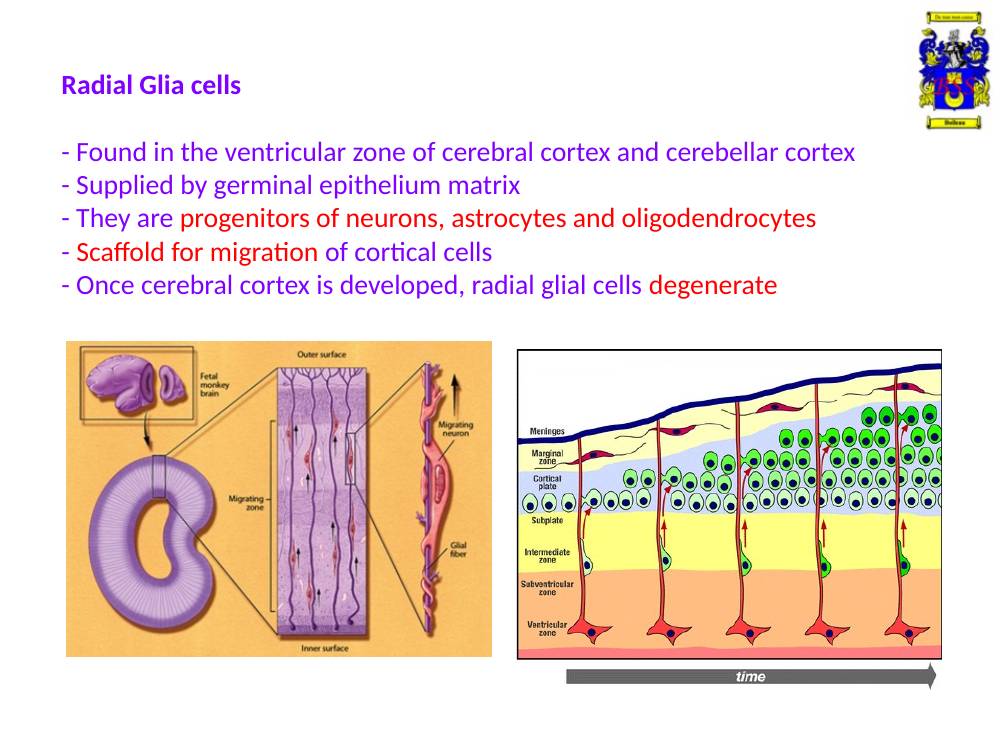 Radial Glia cells
- Found in the ventricular zone of cerebral cortex and cerebellar cortex
- Supplied by germinal epithelium matrix
- They are progenitors of neurons, astrocytes and oligodendrocytes
- Scaffold for migration of cortical cells
- Once cerebral cortex is developed, radial glial cells degenerate
Outer surface
Fetal
monkey
brain
Migrating
neuron
Migrating
zone
Glial
fiber
Inner surface
Meninges
Marginal
zone
Cortical
plate
Subplate
Intermediate
zone
Subventricular
zone
Ventricular
zone
time